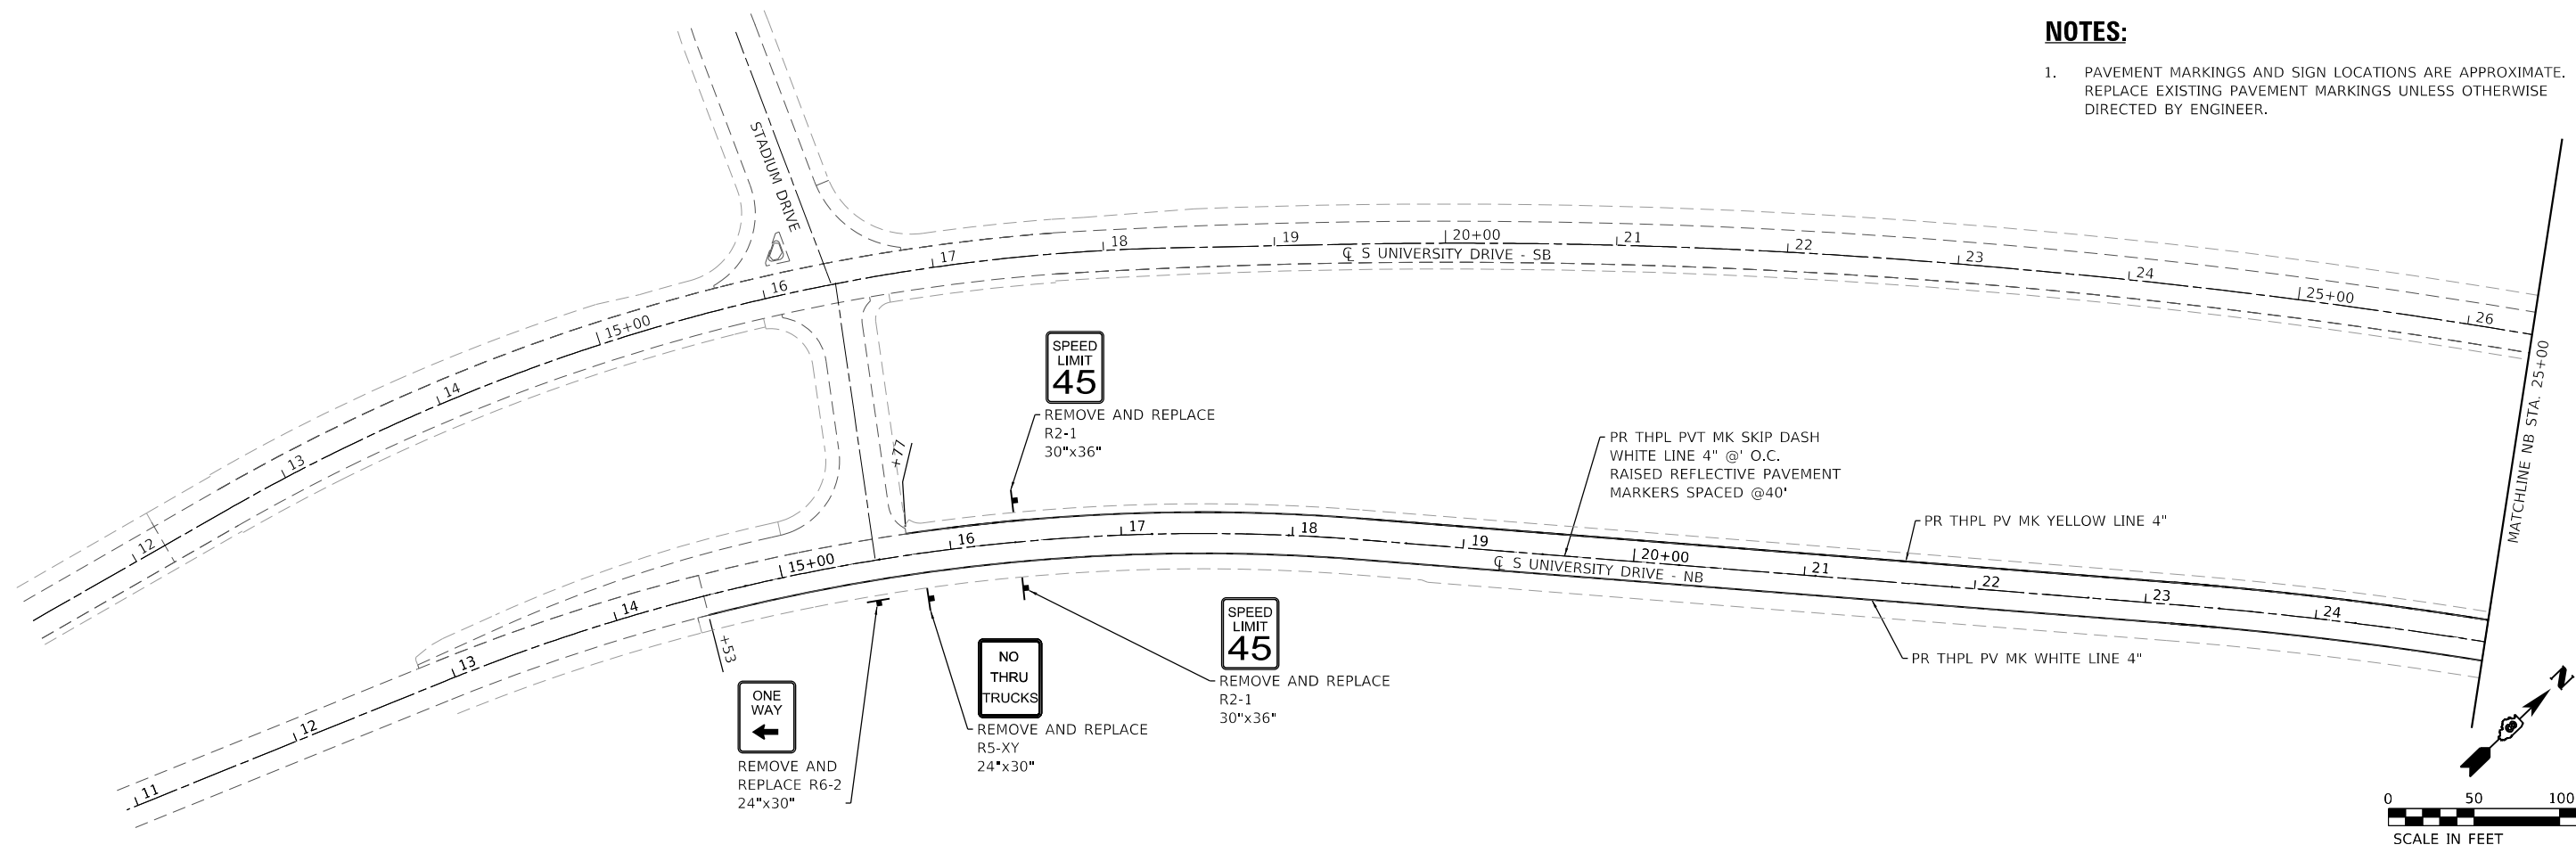 NOTES:
1. PAVEMENT MARKINGS AND SIGN LOCATIONS ARE APPROXIMATE.
REPLACE EXISTING PAVEMENT MARKINGS UNLESS OTHERWISE
DIRECTED BY ENGINEER.
STADIUM DRIVE
12
13
14
15+00
16
17
18
19
20+00
21
22
23
24
25+00
26
℄ S UNIVERSITY DRIVE - SB
MATCHLINE NB STA. 25+00
SPEED
LIMIT
45
REMOVE AND REPLACE
R2-1
30"x36"
+77
PR THPL PVT MK SKIP DASH
WHITE LINE 4" @' O.C.
RAISED REFLECTIVE PAVEMENT
MARKERS SPACED @40'
PR THPL PV MK YELLOW LINE 4"
11
12
13
14
15+00
16
17
18
19
20+00
21
22
23
24
℄ S UNIVERSITY DRIVE - NB
+53
PR THPL PV MK WHITE LINE 4"
SPEED
LIMIT
45
REMOVE AND REPLACE
R2-1
30"x36"
NO
THRU
TRUCKS
REMOVE AND REPLACE
R5-XY
24"x30"
ONE
WAY
REMOVE AND
REPLACE R6-2
24"x30"
N
0 50 100
SCALE IN FEET